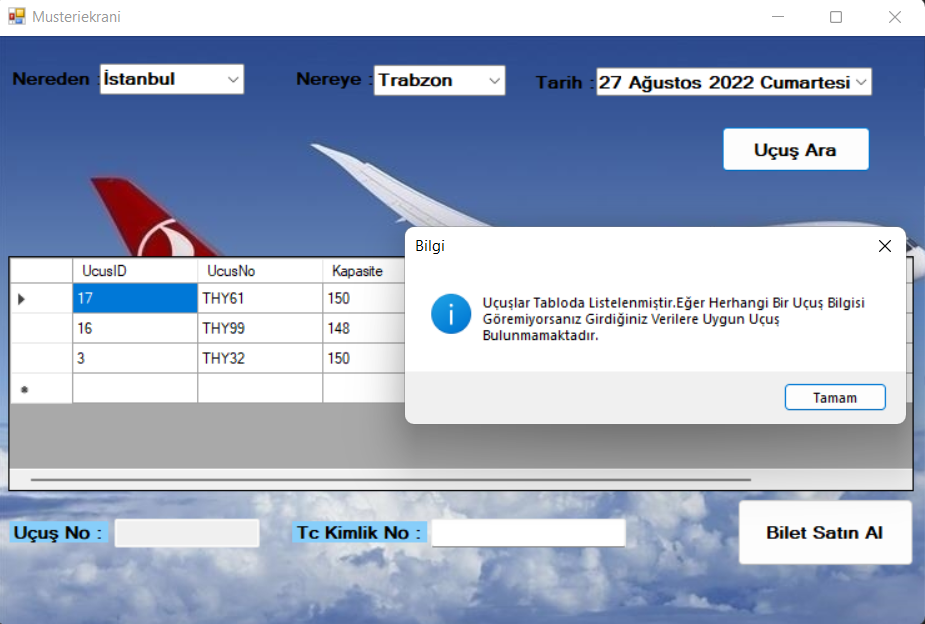 Musteriekrani
Nereden : İstanbul Nereye : Trabzon Tarih : 27 Ağustos 2022 Cumartesi
Uçuş Ara
Bilgi
Uçuşlar Tabloda Listelenmiştir.Eğer Herhangi Bir Uçuş Bilgisi
Göremiyorsanız Girdiğiniz Verilere Uygun Uçuş
Bulunmamaktadır.
Tamam
UcusID UcusNo Kapasite
17 THY61 150
16 THY99 148
3 THY32 150
Uçuş No : Tc Kimlik No : Bilet Satın Al